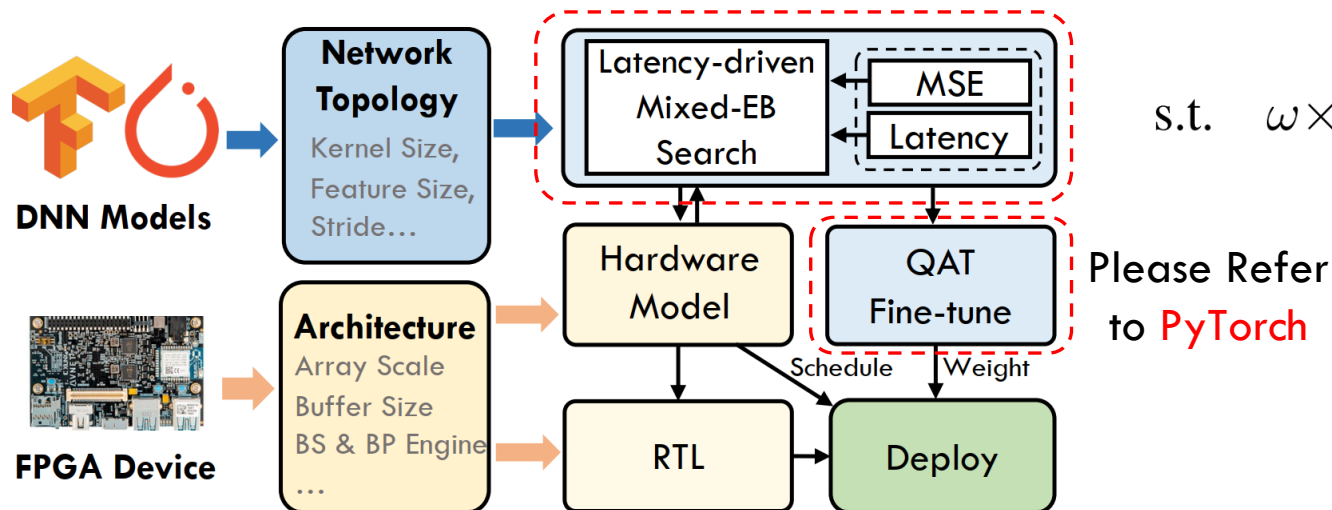 DNN Models
FPGA Device
Network
Topology
Kernel Size,
Feature Size,
Stride…
Architecture
Array Scale
Buffer Size
BS & BP Engine
…
Latency-driven
Mixed-EB
Search
MSE
Latency
Hardware
Model
QAT
Fine-tune
Schedule
Weight
RTL
Deploy
s.t. ω×
Please Refer
to PyTorch